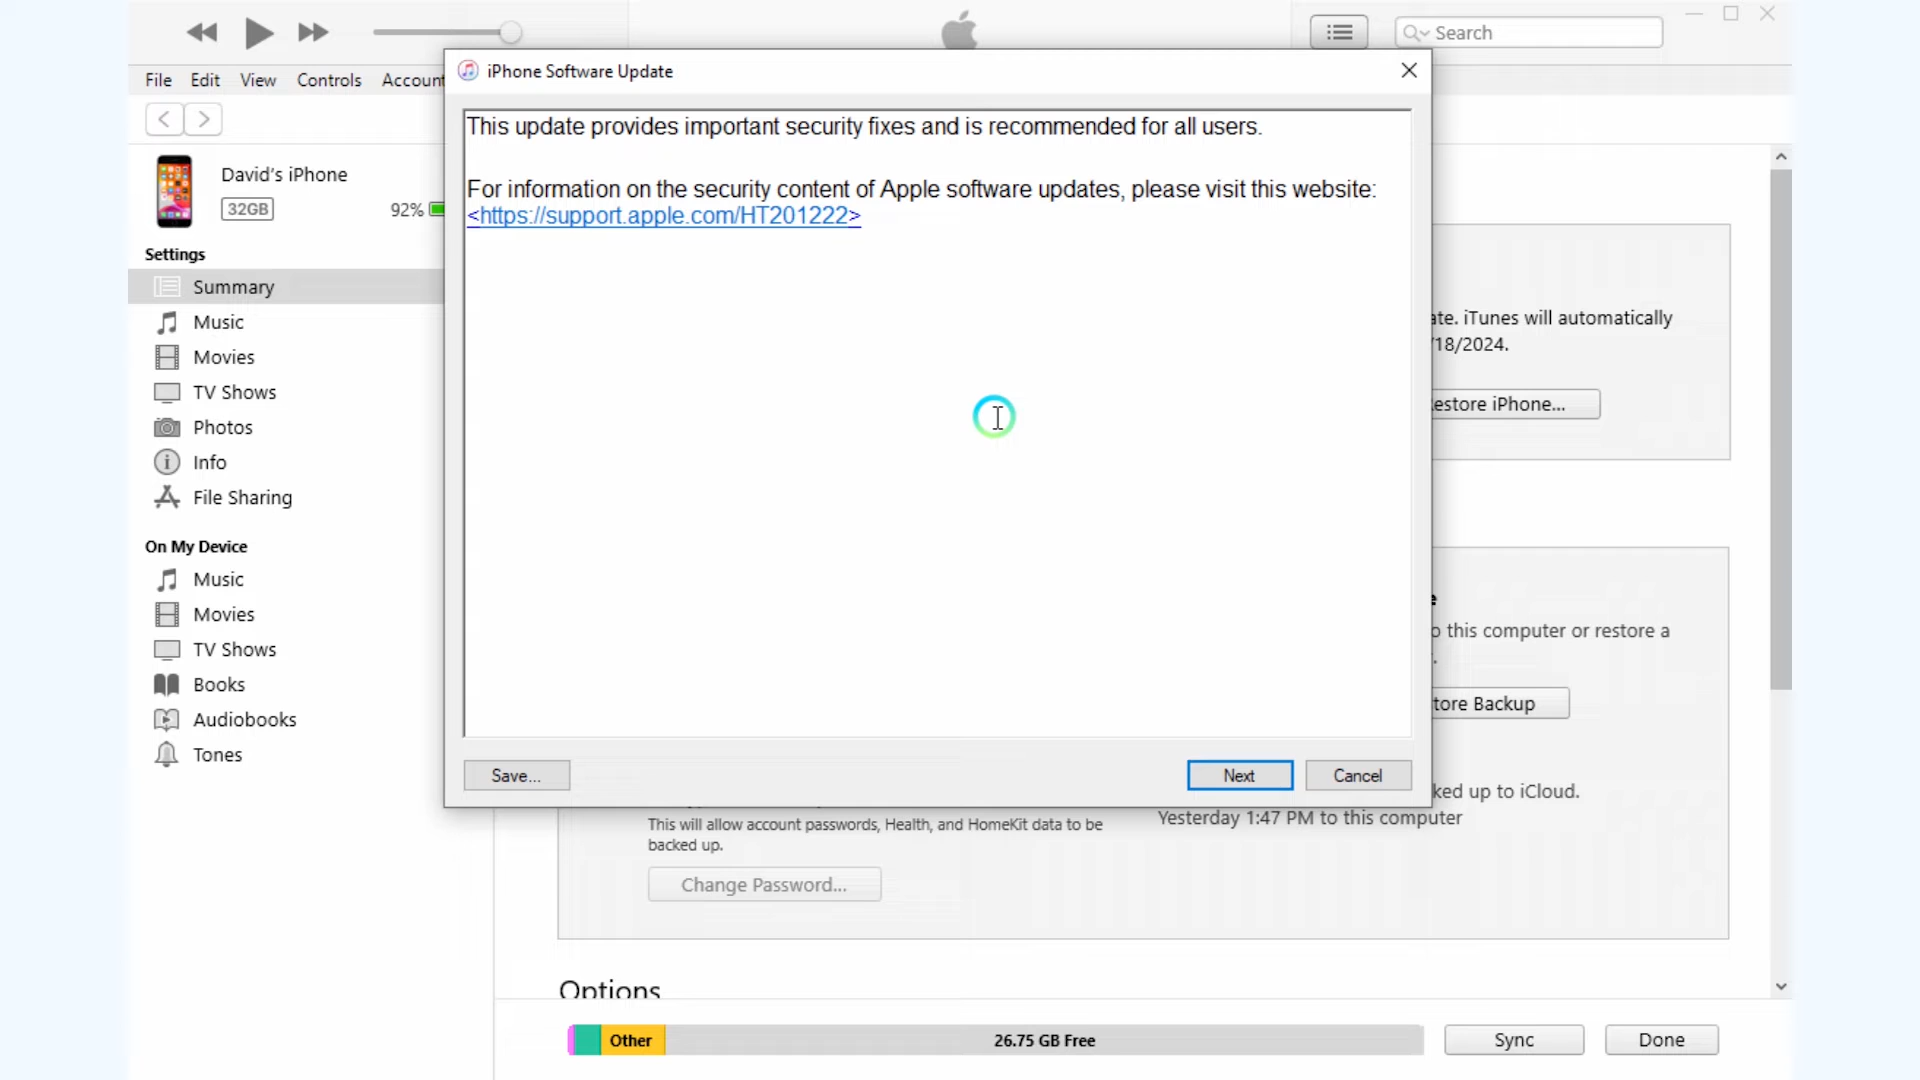 Search
iPhone Software Update
File Edit View Controls Account
This update provides important security fixes and is recommended for all users.
For information on the security content of Apple software updates, please visit this website:
<https://support.apple.com/HT201222>
David's iPhone
32GB
92%
Settings
Summary
Music
Movies
TV Shows
Photos
Info
File Sharing
On My Device
Music
Movies
TV Shows
Books
Audiobooks
Tones
ate. iTunes will automatically
/18/2024.
estore iPhone...
o this computer or restore a
tore Backup
Save...
Next
Cancel
ked up to iCloud.
Yesterday 1:47 PM to this computer
This will allow account passwords, Health, and HomeKit data to be
backed up.
Change Password...
Options
Other
26.75 GB Free
Sync
Done